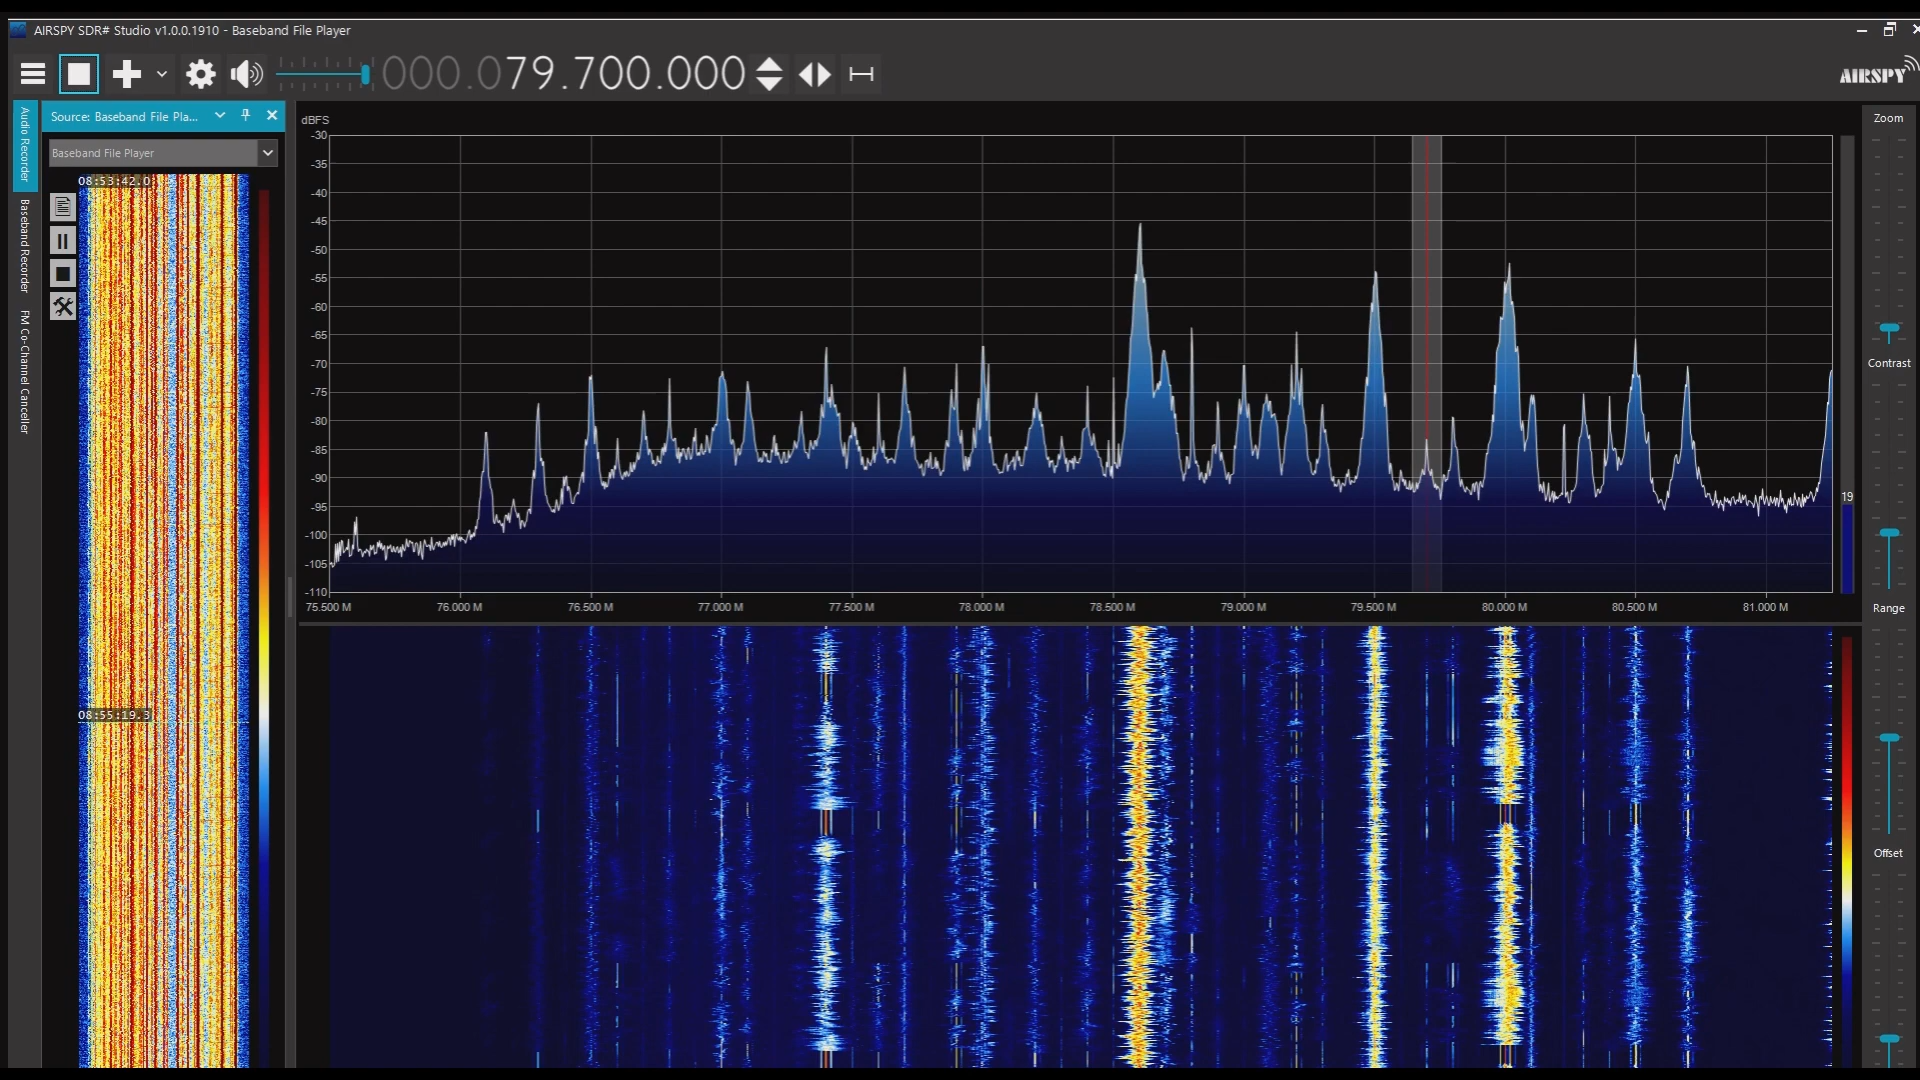 AIRSPY SDR# Studio v1.0.0.1910 - Baseband File Player
000.079.700.000
AIRSPY
Audio Recorder
Baseband Recorder
FM Co-Channel Canceller
Source: Baseband File Pla...
Baseband File Player
08:53:42.0
08:55:19.3
dBFS
-30
-35
-40
-45
-50
-55
-60
-65
-70
-75
-80
-85
-90
-95
-100
-105
-110
75.500 M 76.000 M 76.500 M 77.000 M 77.500 M 78.000 M 78.500 M 79.000 M 79.500 M 80.000 M 80.500 M 81.000 M
19
Zoom
Contrast
Range
Offset